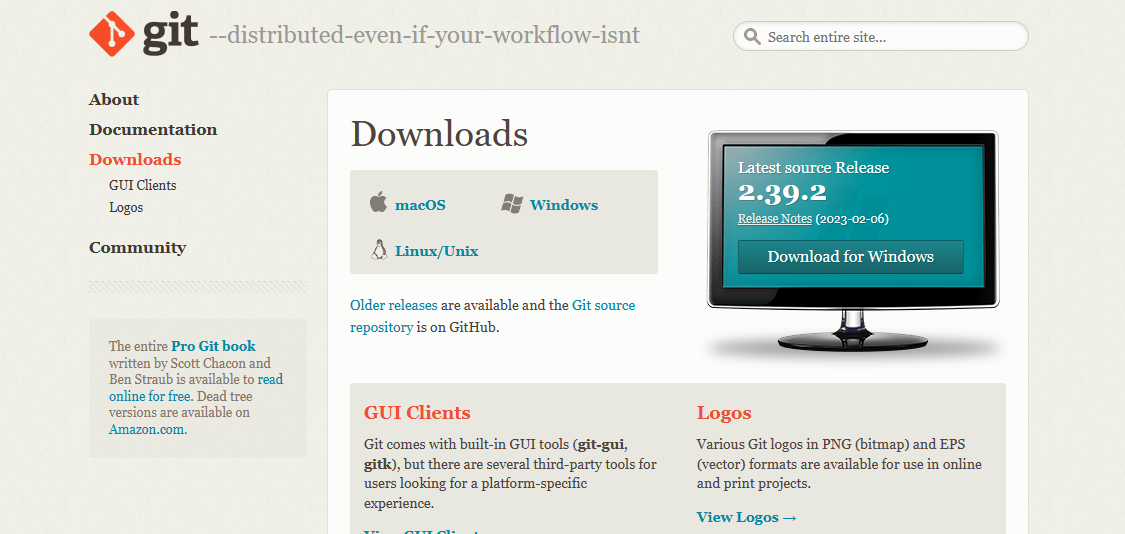 git --distributed-even-if-your-workflow-isnt
Search entire site...
About
Documentation
Downloads
GUI Clients
Logos
Community
The entire Pro Git book
written by Scott Chacon and
Ben Straub is available to read
online for free. Dead tree
versions are available on
Amazon.com.
Downloads
macOS
Windows
Linux/Unix
Older releases are available and the Git source
repository is on GitHub.
Latest source Release
2.39.2
Release Notes (2023-02-06)
Download for Windows
GUI Clients
Git comes with built-in GUI tools (git-gui,
gitk), but there are several third-party tools for
users looking for a platform-specific
experience.
View GUI Clients
Logos
Various Git logos in PNG (bitmap) and EPS
(vector) formats are available for use in online
and print projects.
View Logos →